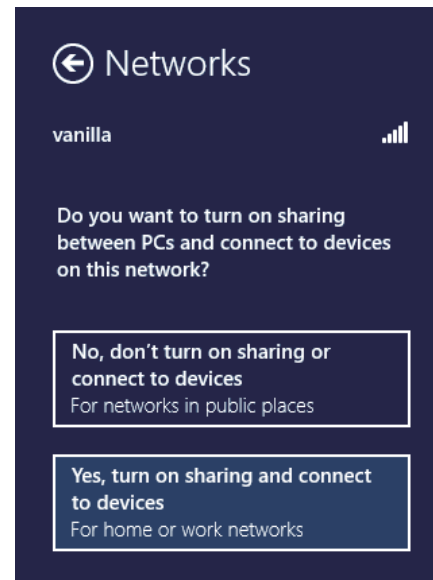 Networks
vanilla
Do you want to turn on sharing
between PCs and connect to devices
on this network?
No, don't turn on sharing or
connect to devices
For networks in public places
Yes, turn on sharing and connect
to devices
For home or work networks